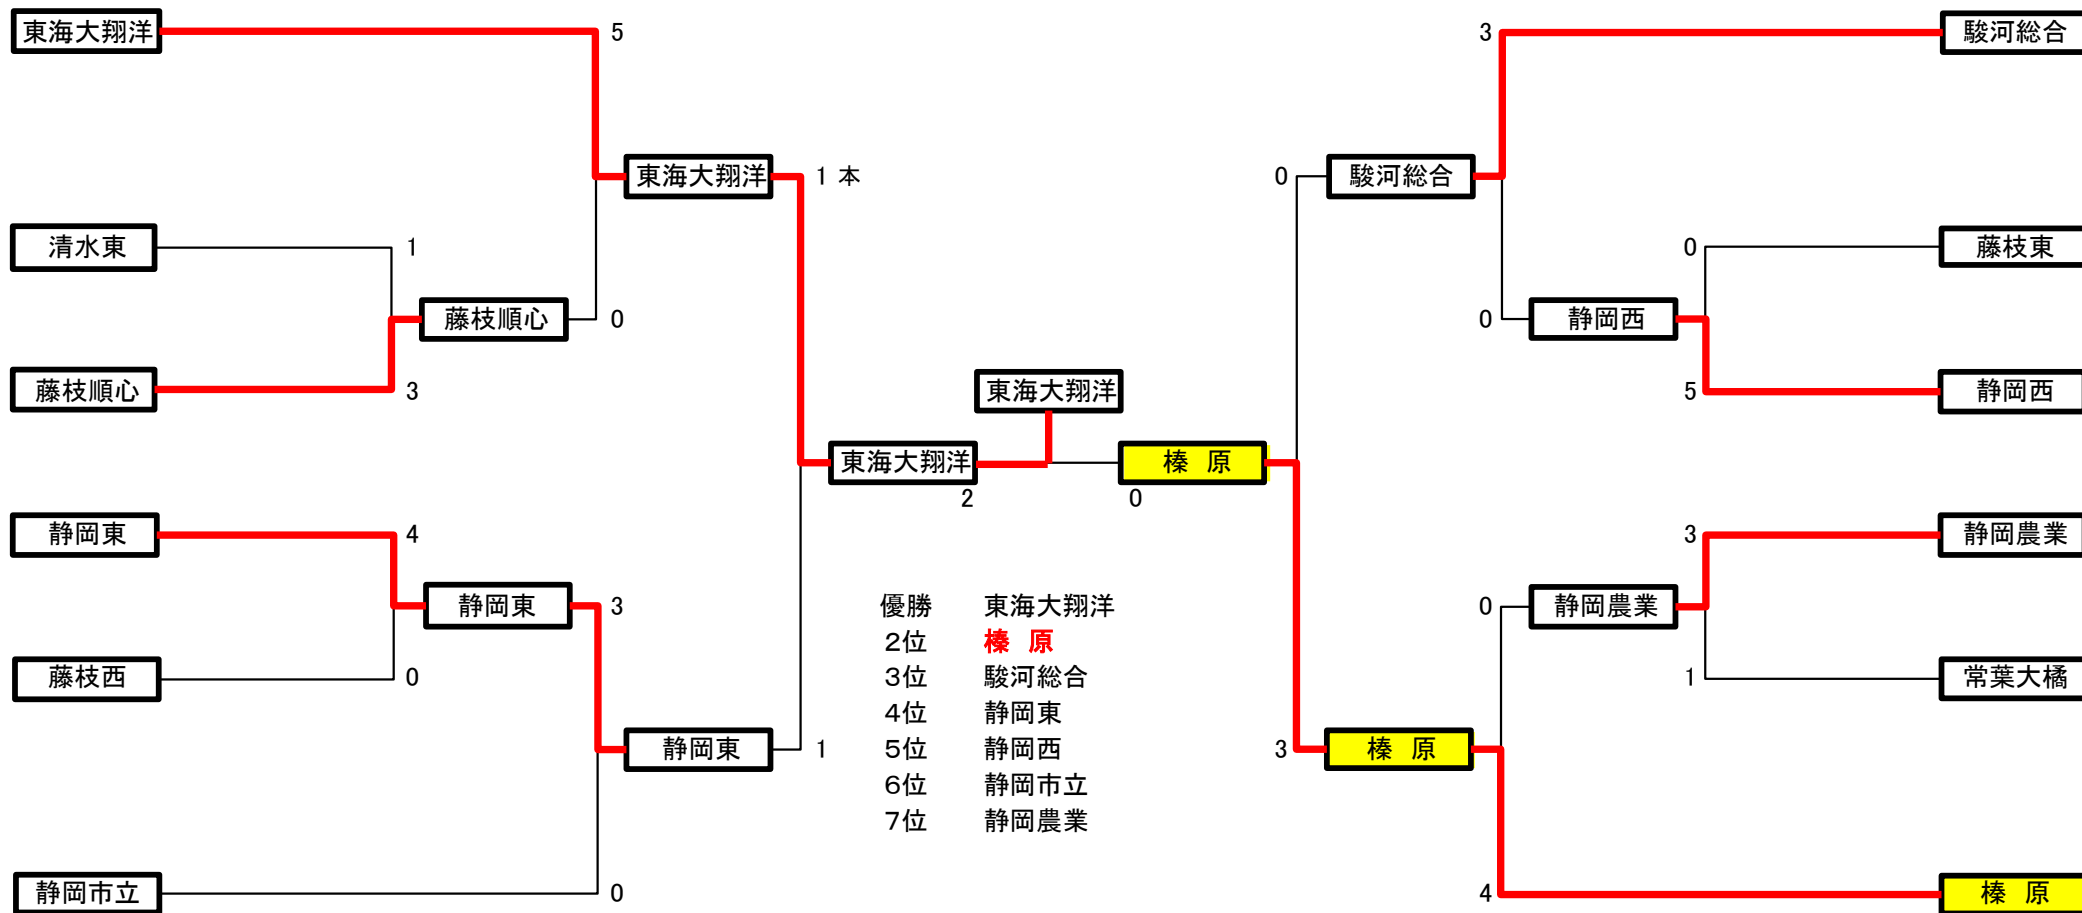 東海大翔洋 5 3 駿河総合
東海大翔洋 1 本 0 駿河総合
清水東 1 0 藤枝東
藤枝順心 0 0 静岡西
藤枝順心 3 東海大翔洋 5 静岡西
東海大翔洋 榛 原
2 0
静岡東 4 3 静岡農業
静岡東 3 優勝 東海大翔洋 0 静岡農業
2位 榛 原
藤枝西 0 3位 駿河総合 1 常葉大橘
4位 静岡東
静岡東 1 5位 静岡西 3 榛 原
6位 静岡市立
7位 静岡農業
静岡市立 0 4 榛 原